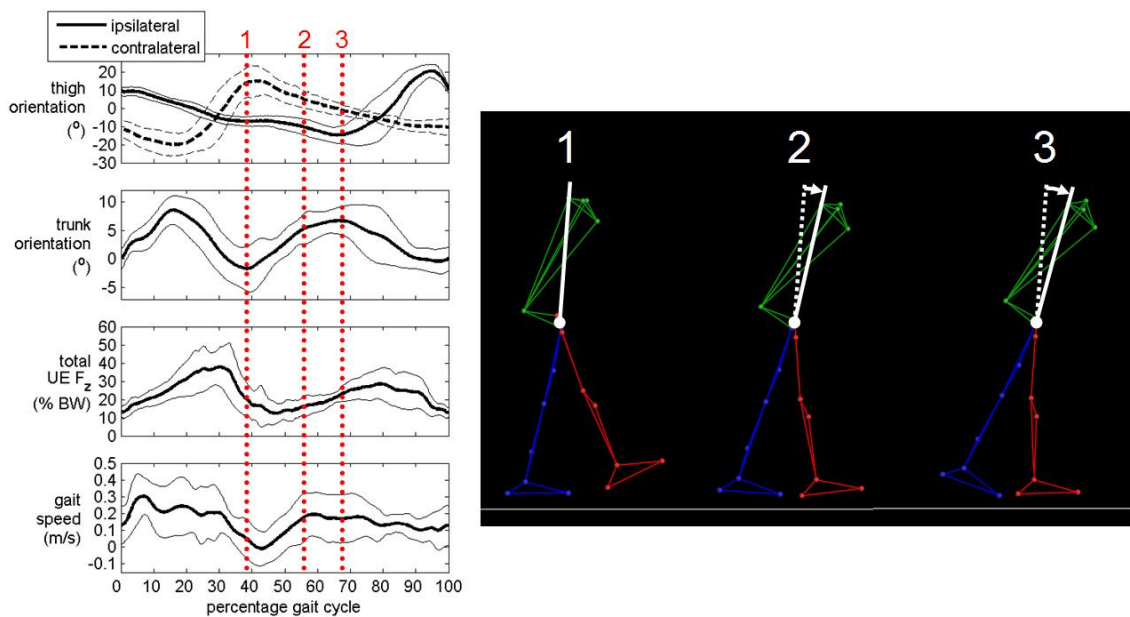 ipsilateral
contralateral
1 2 3
thigh
orientation
(°)
20
10
0
-10
-20
-30
trunk
orientation
(°)
10
5
0
-5
total
UE Fz
(% BW)
60
50
40
30
20
10
0
gait
speed
(m/s)
0.5
0.4
0.3
0.2
0.1
0
-0.1
0 10 20 30 40 50 60 70 80 90 100
percentage gait cycle
1 2 3